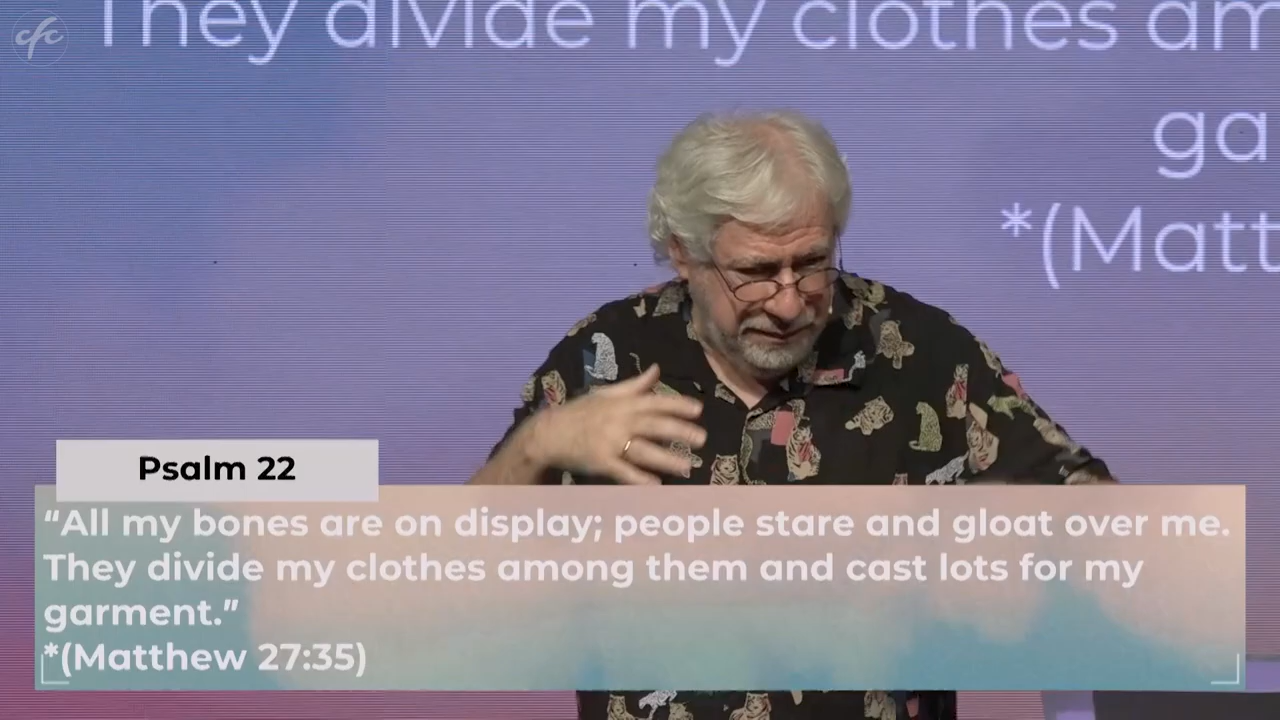 cfc
They divide my clothes am
ga
*(Matt
Psalm 22
“All my bones are on display; people stare and gloat over me.
They divide my clothes among them and cast lots for my
garment.”
*(Matthew 27:35)